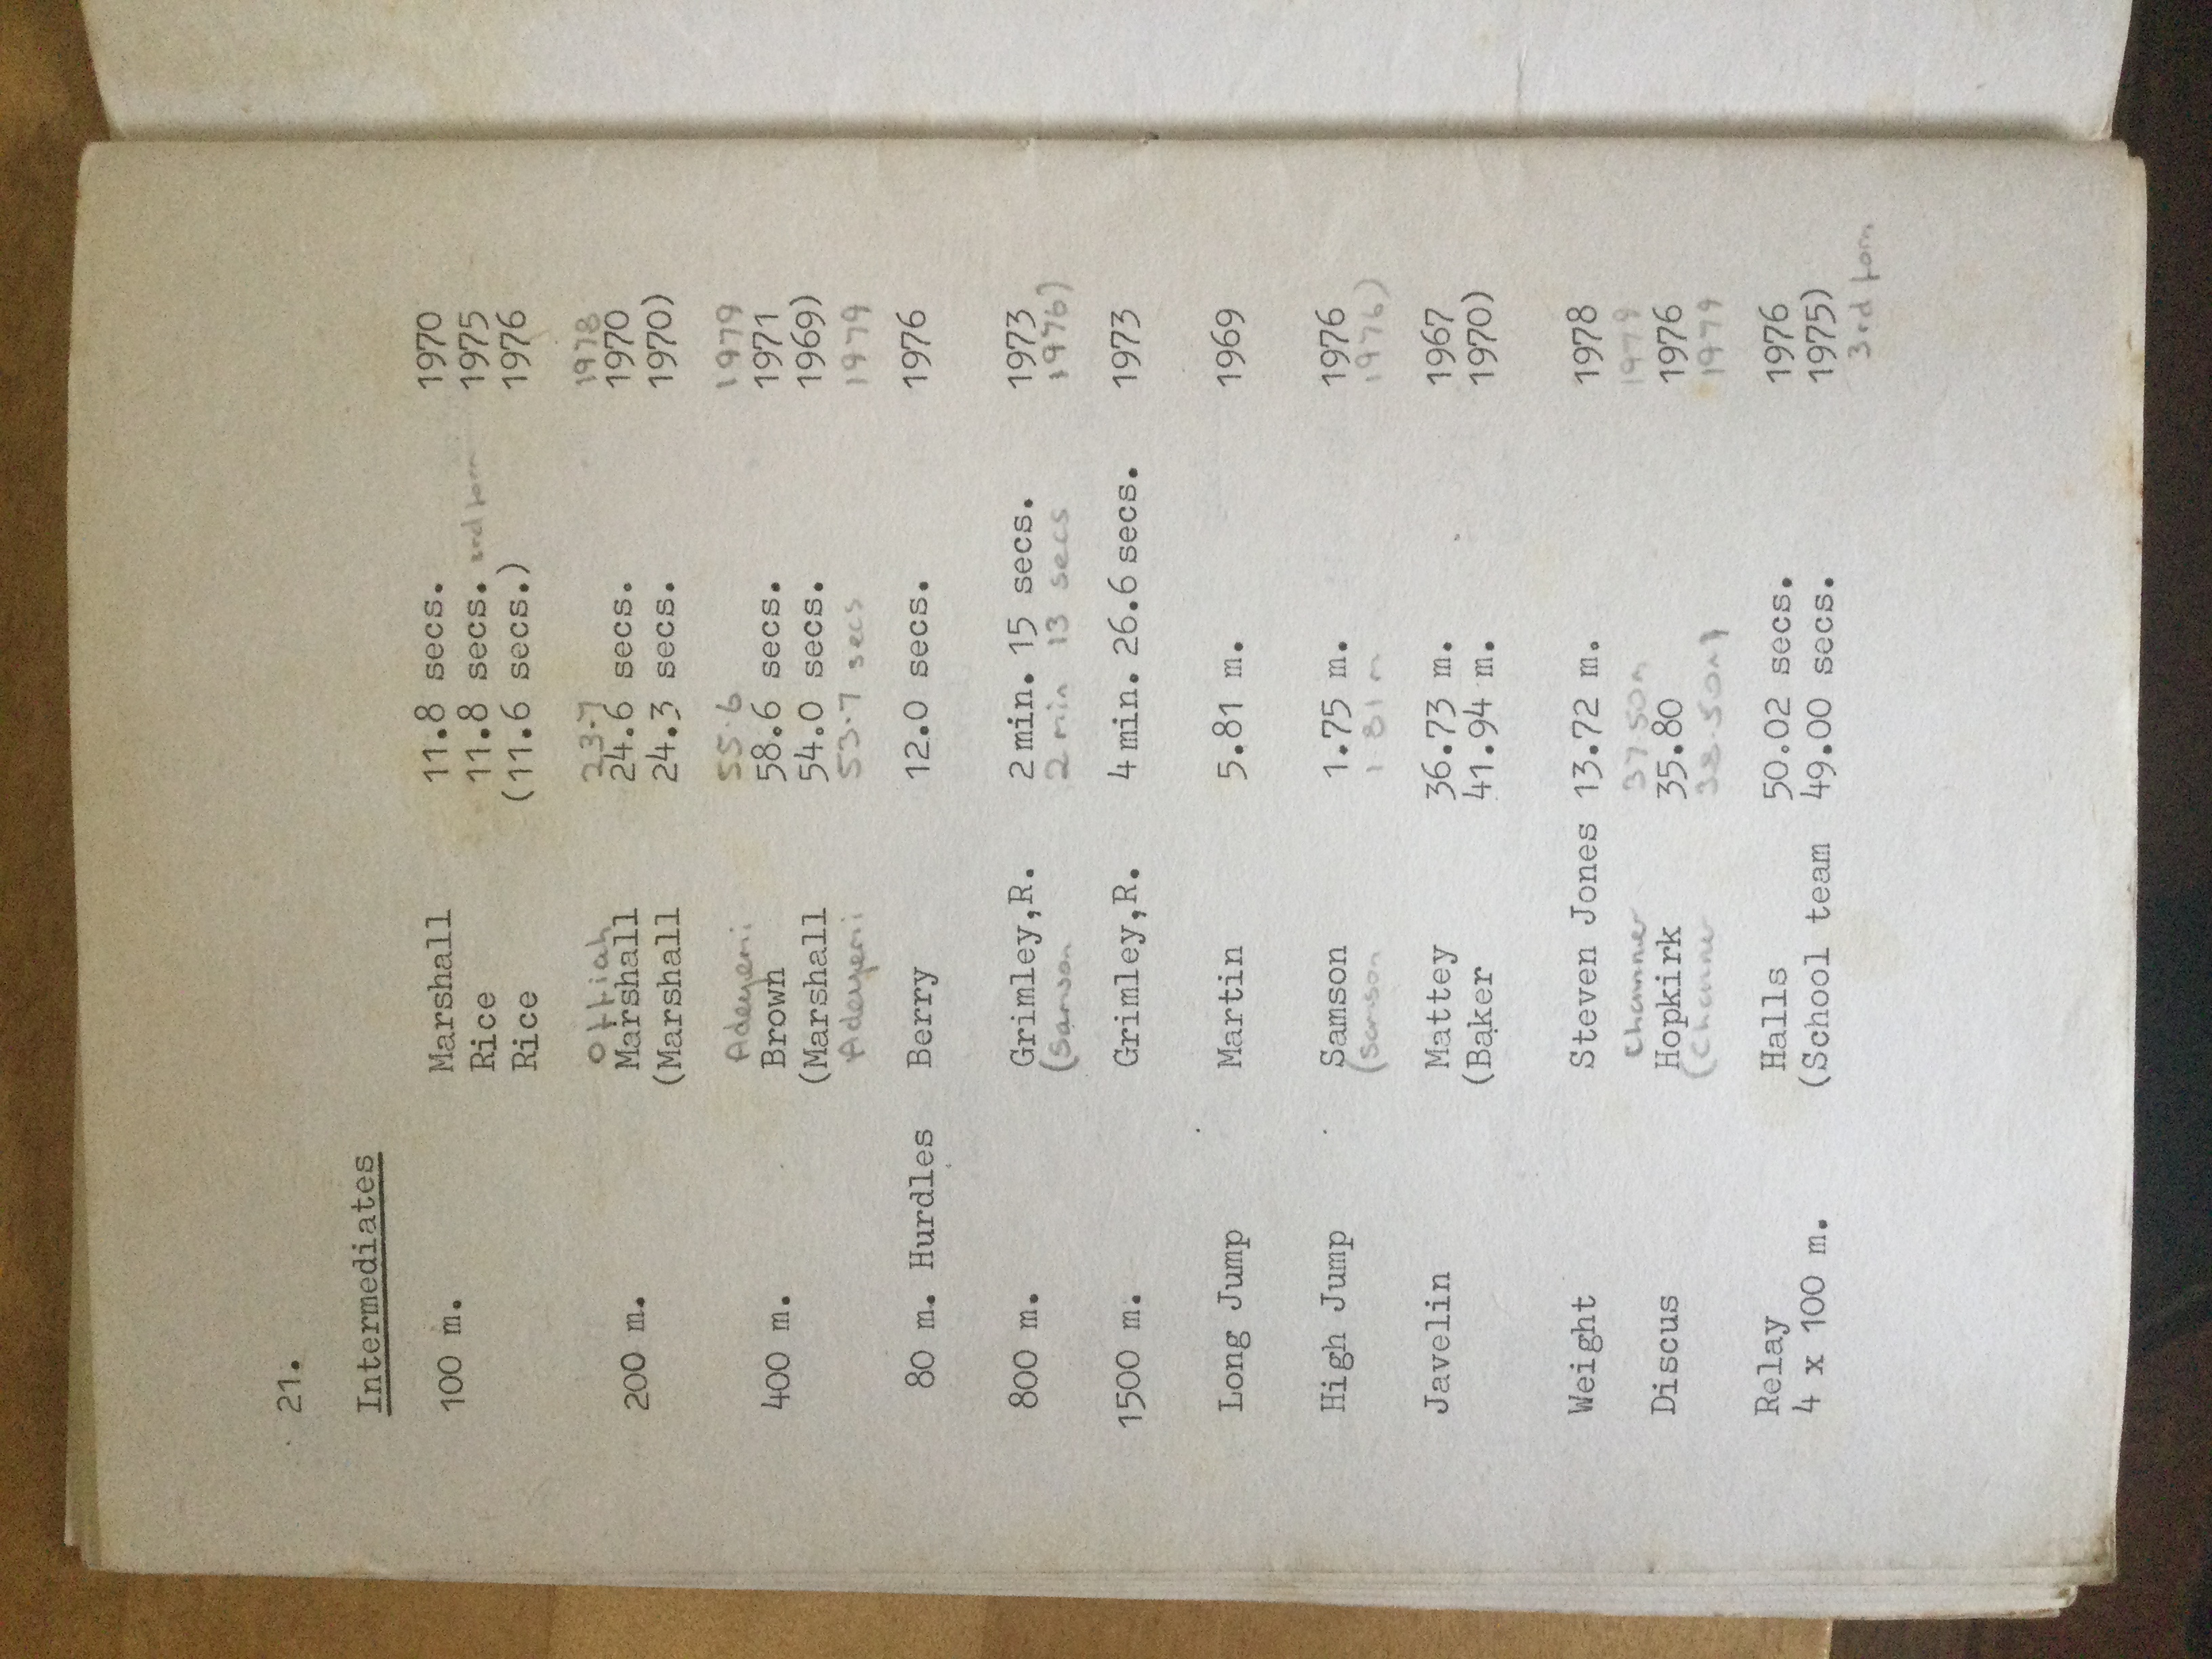 21.
Intermediates
100 m. Marshall 11.8 secs. 1970
Rice 11.8 secs. 3rd form 1975
Rice (11.6 secs.) 1976
23.7 1978
200 m. Marshall 24.6 secs. 1970
(Marshall 24.3 secs. 1970)
Adeyemi 55.6 1979
400 m. Brown 58.6 secs. 1971
(Marshall 54.0 secs. 1969)
Adeyemi 53.7 secs 1979
80 m. Hurdles Berry 12.0 secs. 1976
800 m. Grimley,R. 2 min. 15 secs. 1973
(Samson 2 min 13 secs 1976)
1500 m. Grimley,R. 4 min. 26.6 secs. 1973
Long Jump Martin 5.81 m. 1969
High Jump Samson 1.75 m. 1976
(Samson 1 81 m 1976)
Javelin Mattey 36.73 m. 1967
(Baker 41.94 m. 1970)
Weight Steven Jones 13.72 m. 1978
Channer 37 50m 1979
Discus Hopkirk 35.80 1976
(Channer 38.50m) 1979
Relay Halls 50.02 secs. 1976
4 x 100 m. (School team 49.00 secs. 1975)
3rd form